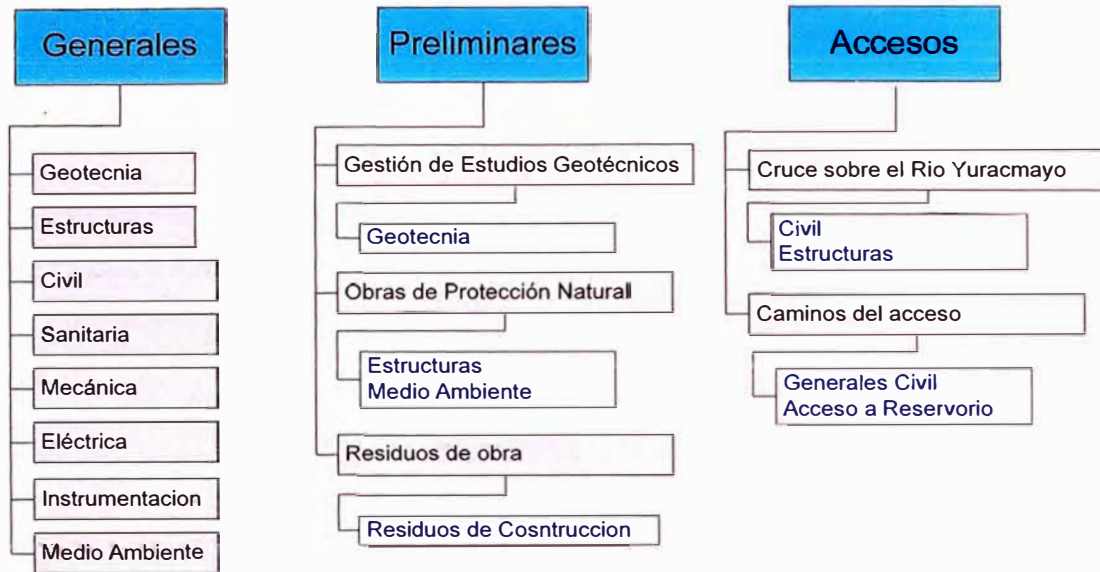 Generales
Geotecnia
Estructuras
Civil
Sanitaria
Mecánica
Eléctrica
Instrumentacion
Medio Ambiente
Preliminares
Gestión de Estudios Geotécnicos
Geotecnia
Obras de Protección Natural
Estructuras
Medio Ambiente
Residuos de obra
Residuos de Cosntruccion
Accesos
Cruce sobre el Rio Yuracmayo
Civil
Estructuras
Caminos del acceso
Generales Civil
Acceso a Reservorio